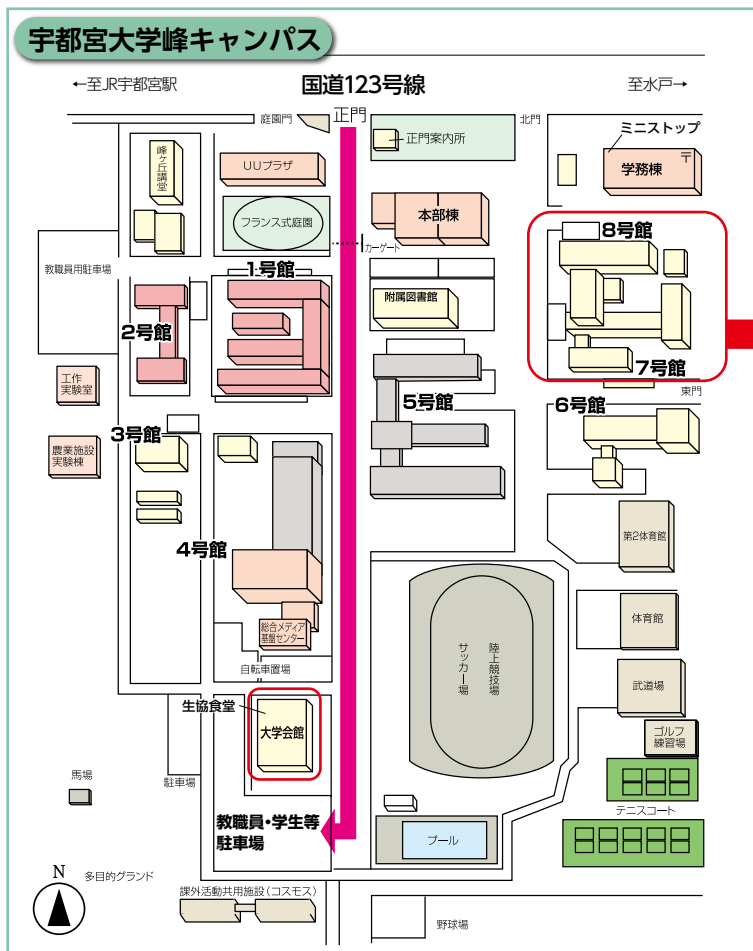 宇都宮大学峰キャンパス
←至JR宇都宮駅
国道123号線
至水戸→
庭園門
正門
北門
ミニストップ
正門案内所
峰ヶ丘講堂
UUプラザ
学務棟
〒
フランス式庭園
本部棟
カーゲート
8号館
教職員用駐車場
1号館
附属図書館
2号館
7号館
東門
工作
実験室
5号館
6号館
3号館
農業施設
実験棟
4号館
第2体育館
総合メディア
基盤センター
体育館
陸上競技場
サッカー場
自転車置場
武道場
生協食堂
大学会館
ゴルフ
練習場
馬場
駐車場
テニスコート
教職員・学生等
駐車場
プール
N
多目的グランド
課外活動共用施設(コスモス)
野球場